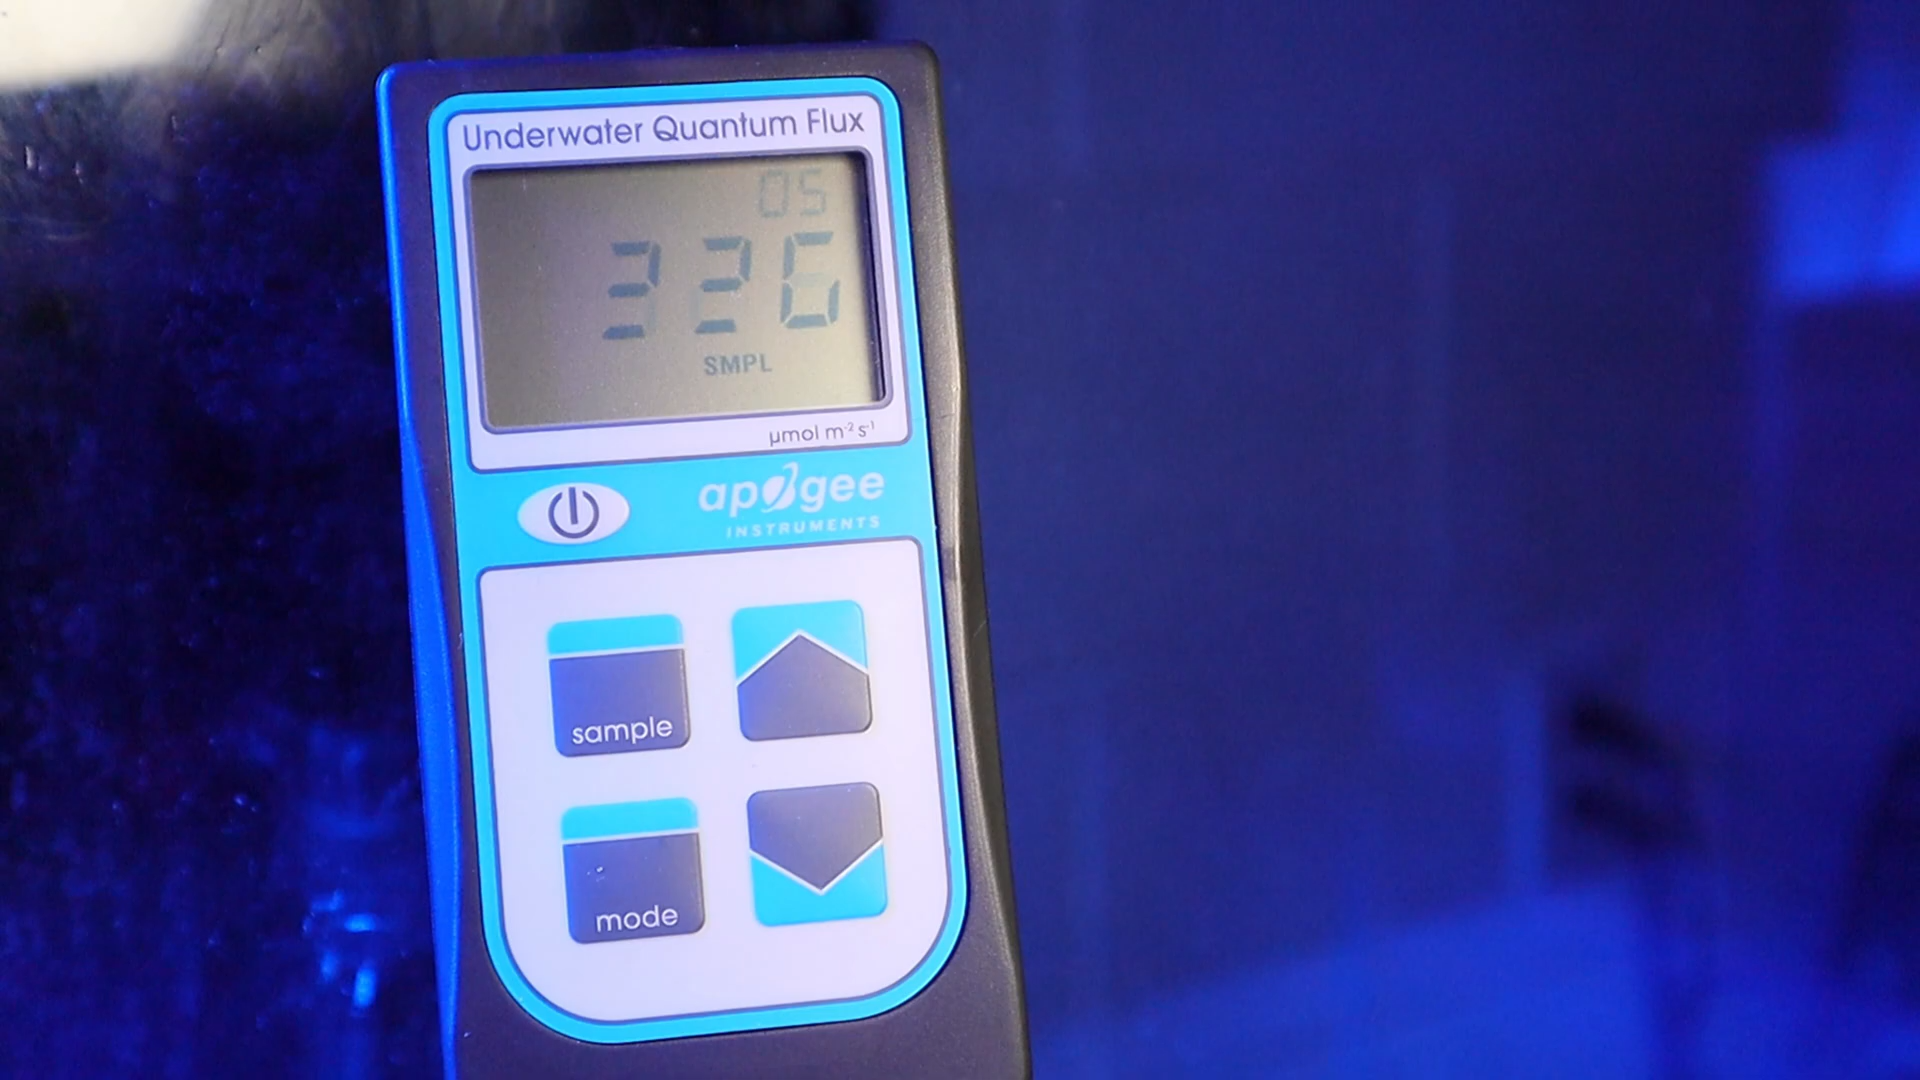 Underwater Quantum Flux
05
326
SMPL
µmol m⁻² s⁻¹
apogee
INSTRUMENTS
sample
mode